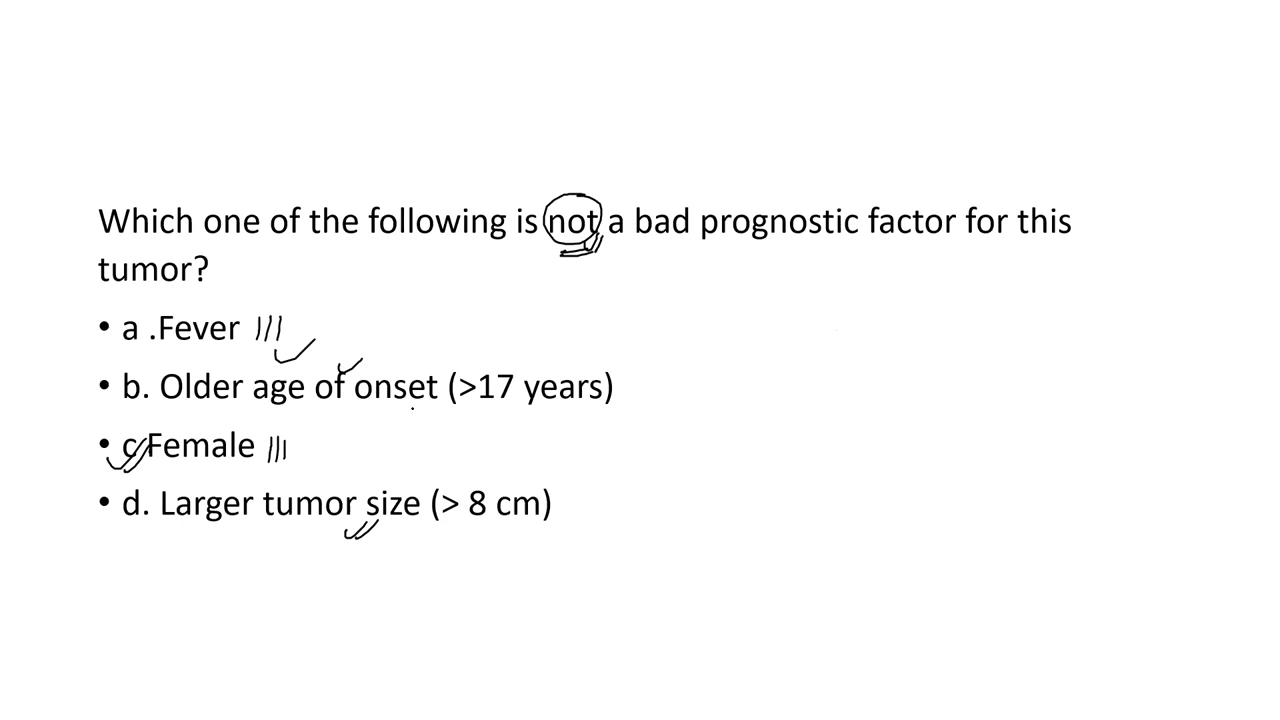 Which one of the following is not a bad prognostic factor for this
tumor?
• a .Fever
• b. Older age of onset (>17 years)
• c Female
• d. Larger tumor size (> 8 cm)